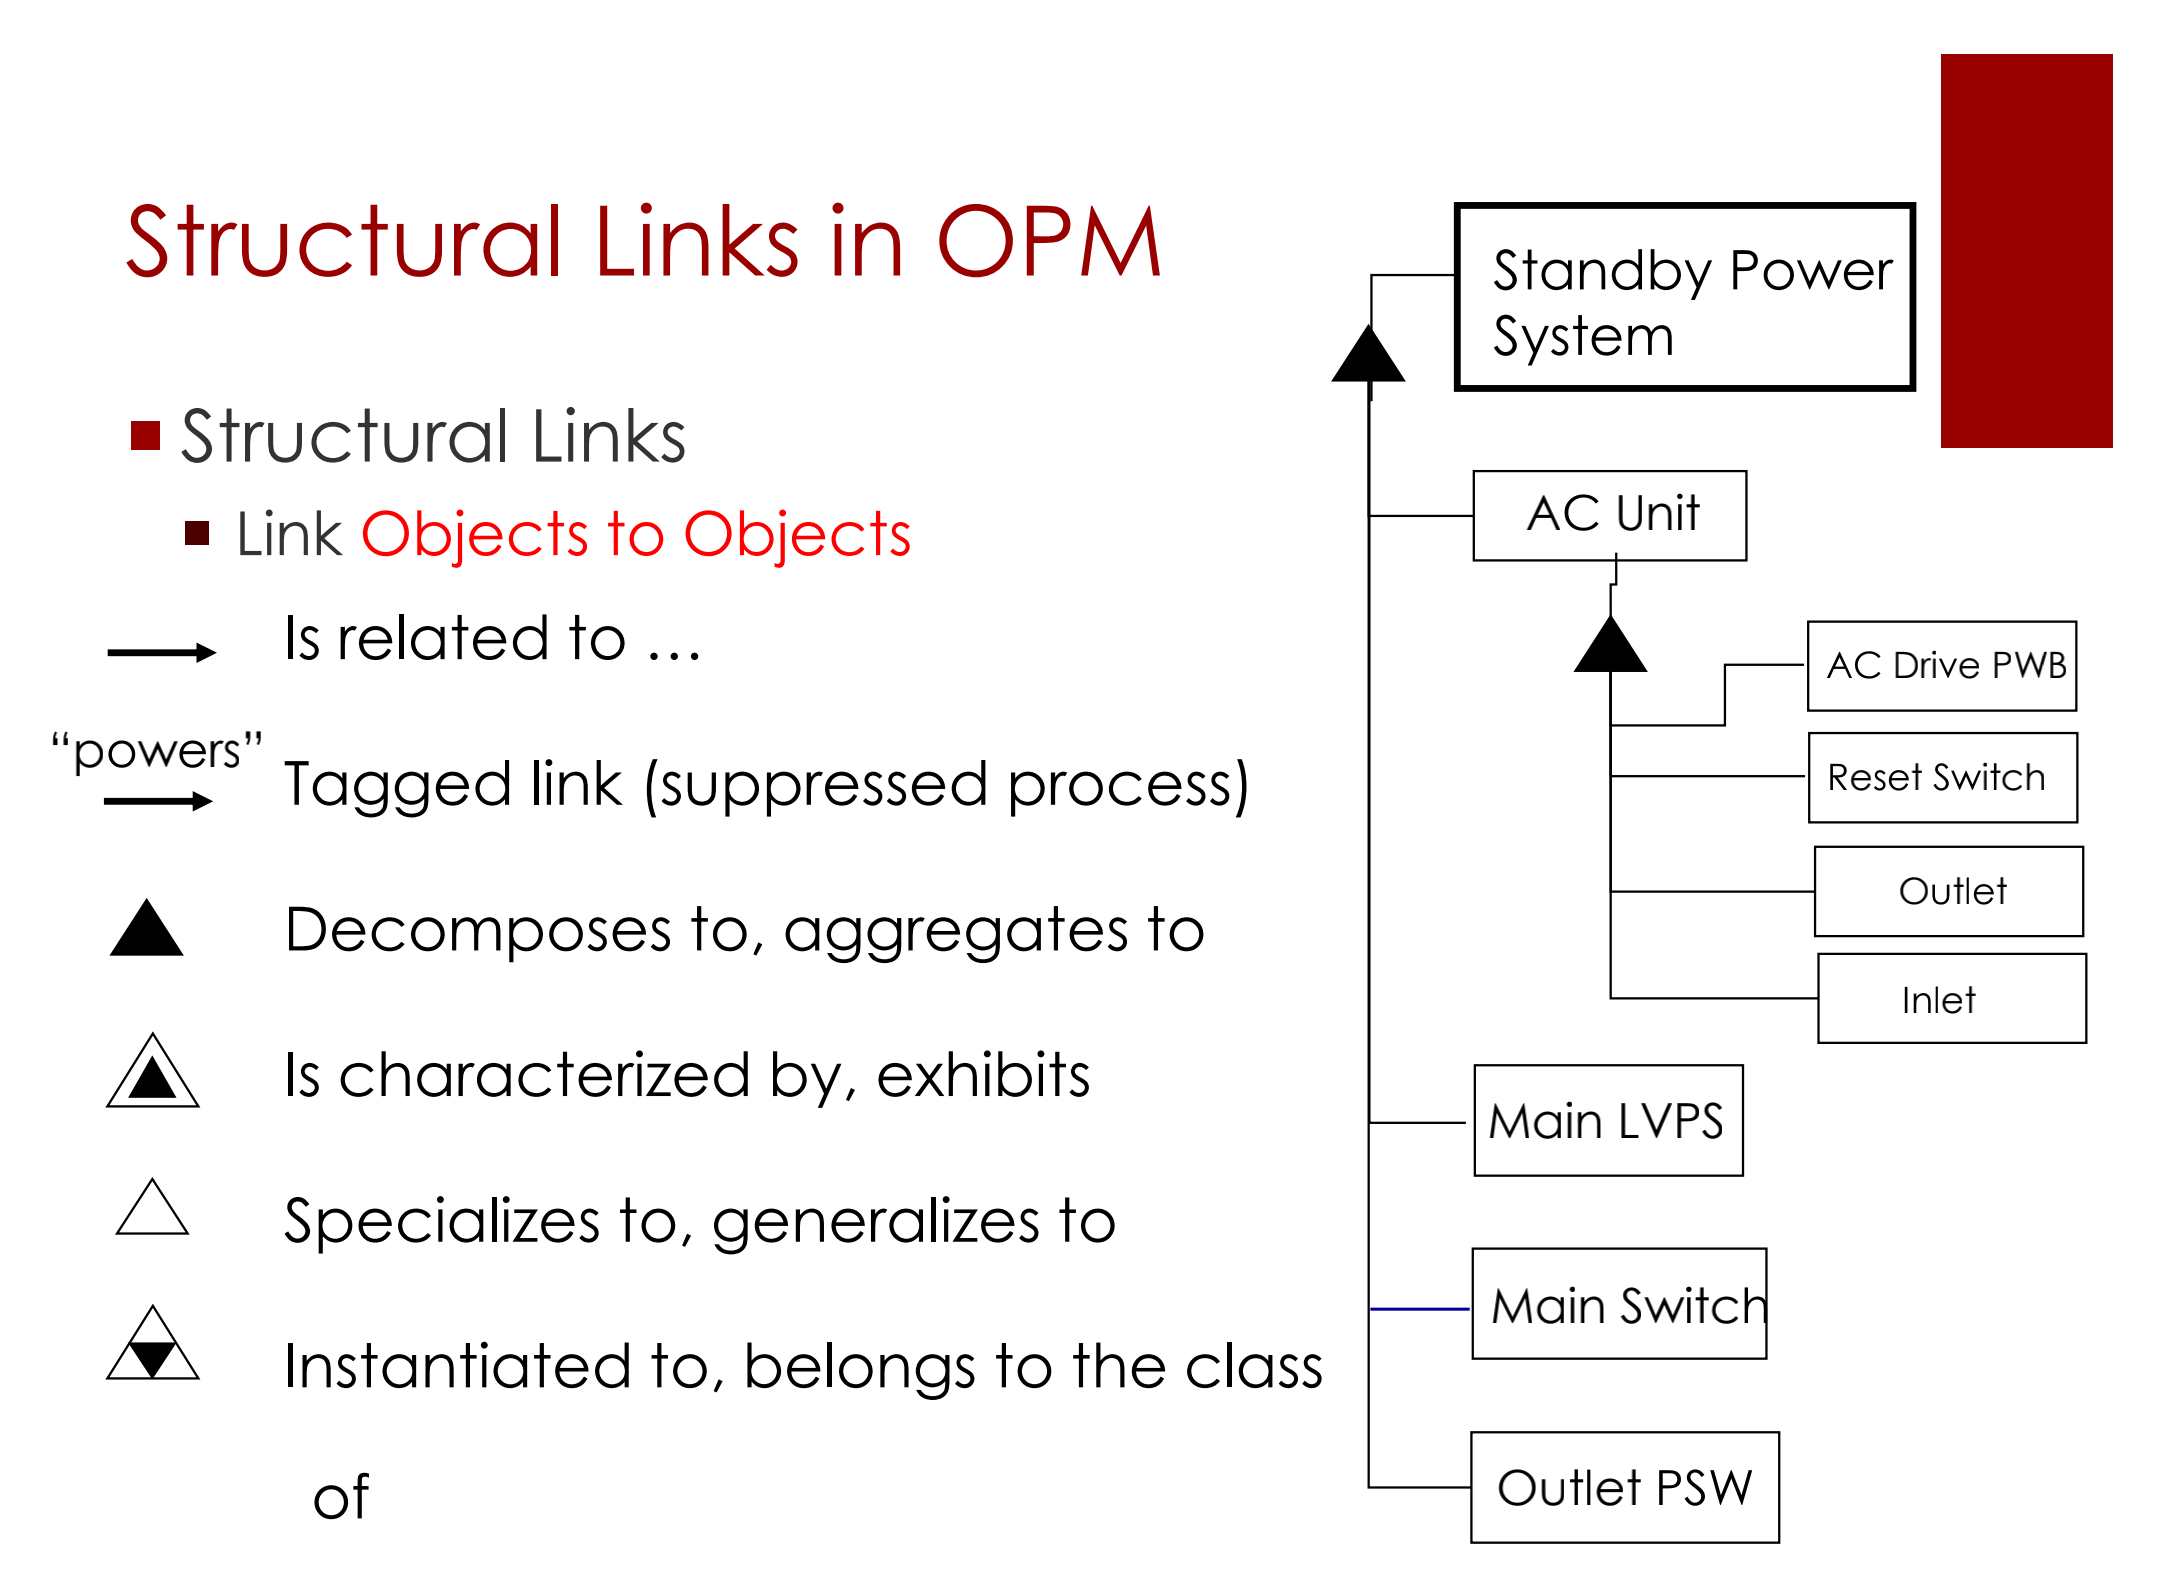 Structural Links in OPM
Structural Links
Link Objects to Objects
Is related to …
“powers”
Tagged link (suppressed process)
Decomposes to, aggregates to
Is characterized by, exhibits
Specializes to, generalizes to
Instantiated to, belongs to the class
of
Standby Power
System
AC Unit
AC Drive PWB
Reset Switch
Outlet
Inlet
Main LVPS
Main Switch
Outlet PSW